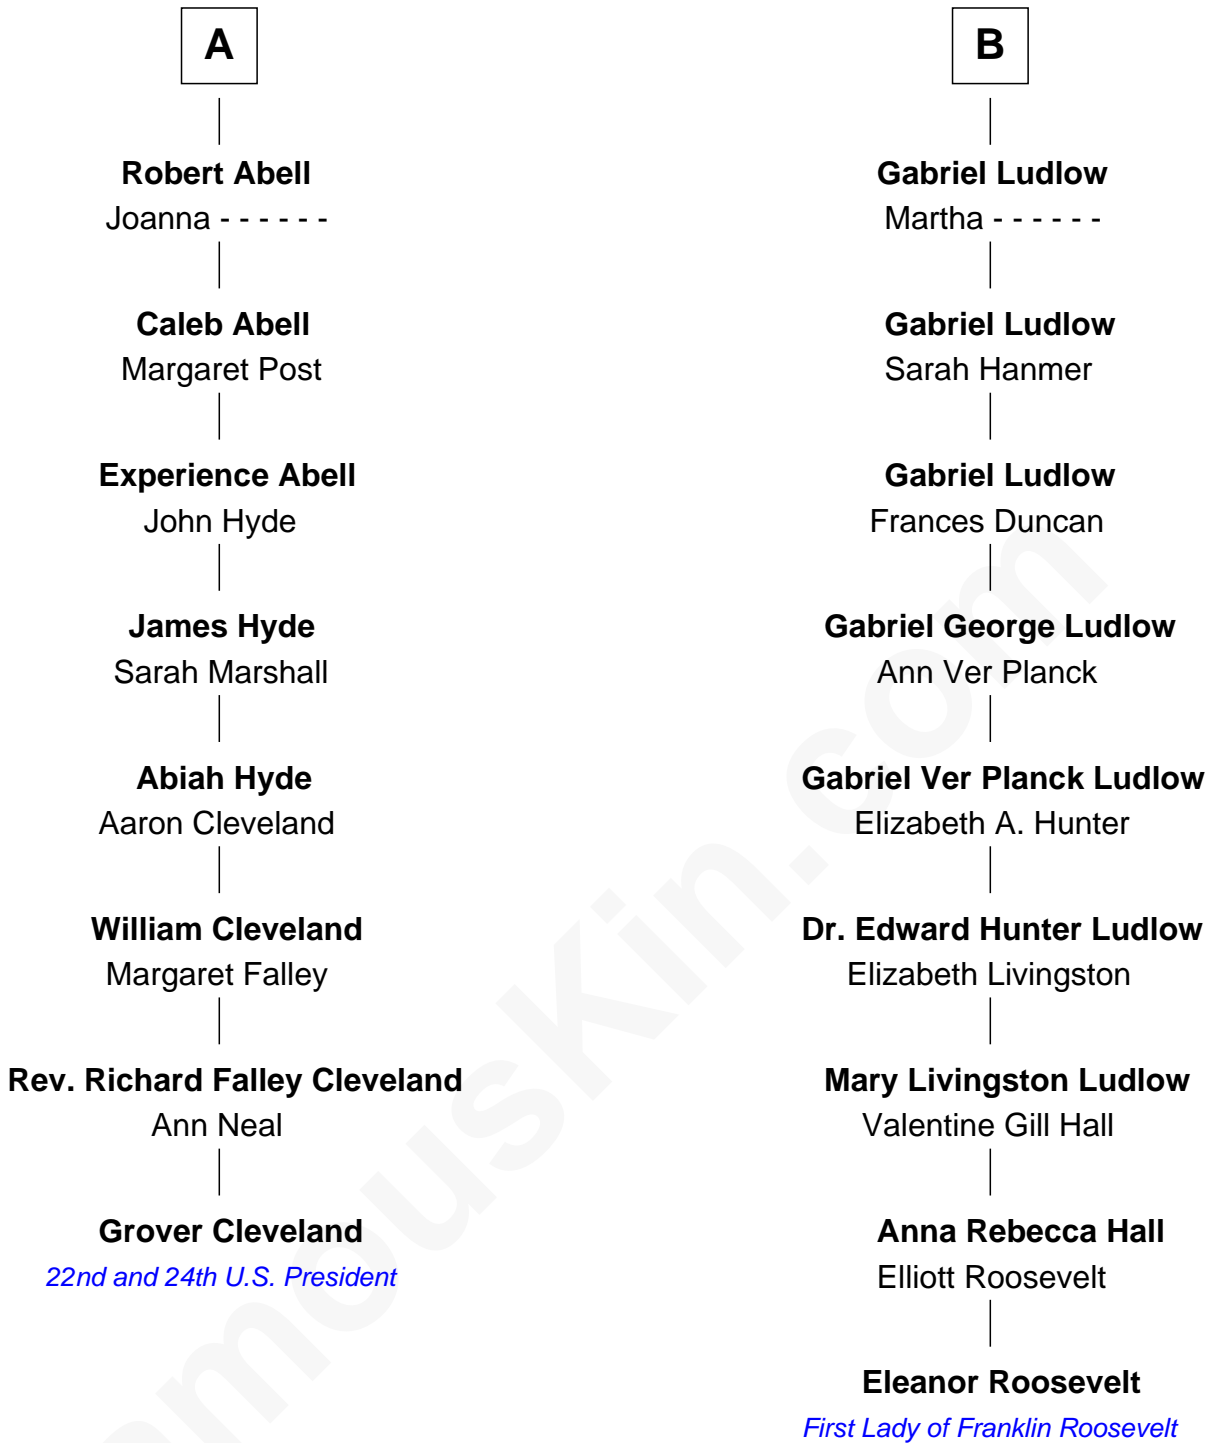 A
Robert Abell
Joanna - - - - - -
Caleb Abell
Margaret Post
Experience Abell
John Hyde
James Hyde
Sarah Marshall
Abiah Hyde
Aaron Cleveland
William Cleveland
Margaret Falley
Rev. Richard Falley Cleveland
Ann Neal
Grover Cleveland
22nd and 24th U.S. President
B
Gabriel Ludlow
Martha - - - - - -
Gabriel Ludlow
Sarah Hanmer
Gabriel Ludlow
Frances Duncan
Gabriel George Ludlow
Ann Ver Planck
Gabriel Ver Planck Ludlow
Elizabeth A. Hunter
Dr. Edward Hunter Ludlow
Elizabeth Livingston
Mary Livingston Ludlow
Valentine Gill Hall
Anna Rebecca Hall
Elliott Roosevelt
Eleanor Roosevelt
First Lady of Franklin Roosevelt
amousKin.com